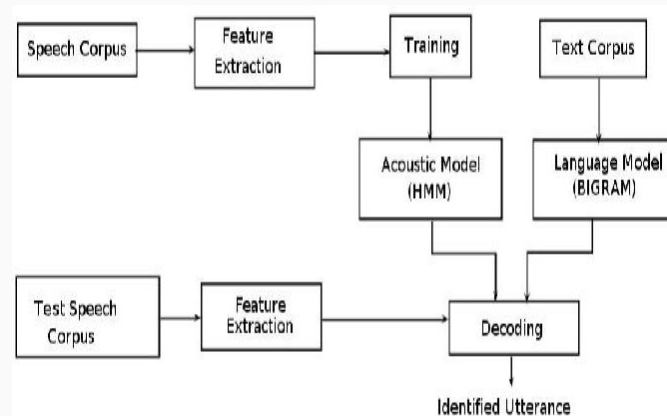 Speech Corpus
Feature
Extraction
Training
Text Corpus
Acoustic Model
(HMM)
Language Model
(BIGRAM)
Test Speech
Corpus
Feature
Extraction
Decoding
Identified Utterance